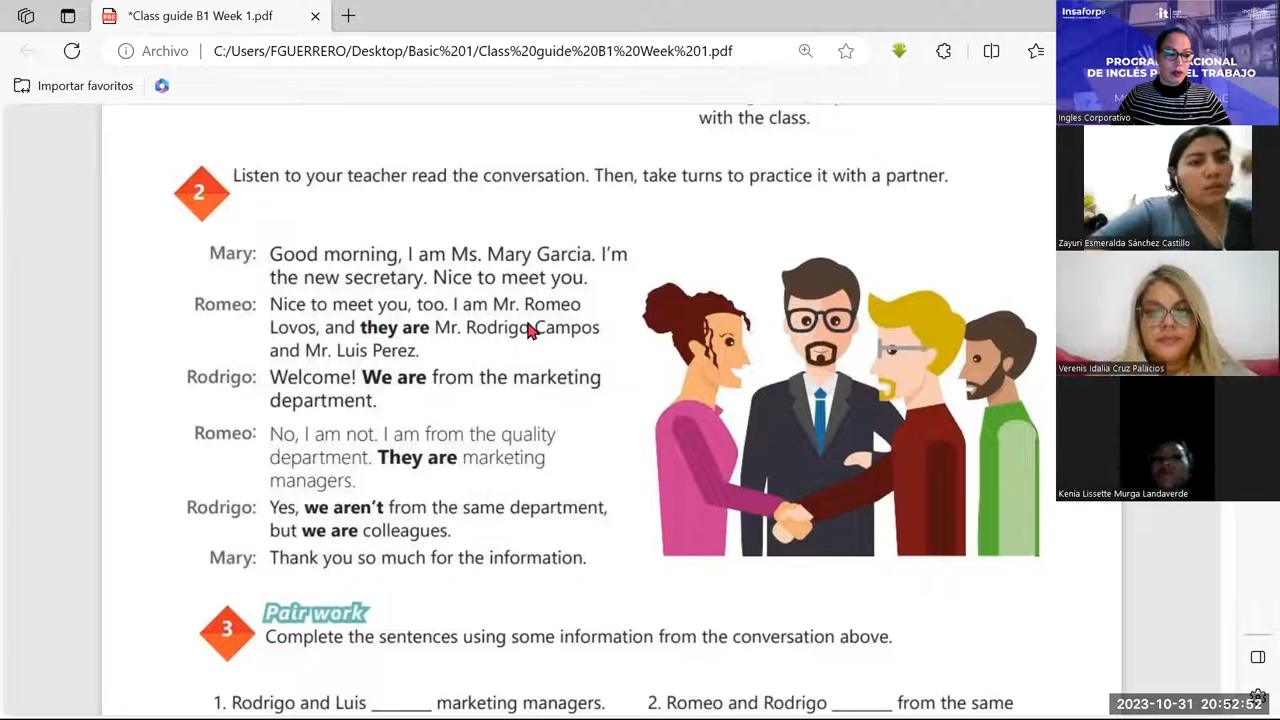 *Class guide B1 Week 1.pdf
Archivo
C:/Users/FGUERRERO/Desktop/Basic%201/Class%20guide%20B1%20Week%201.pdf
Importar favoritos
with the class.
2
Listen to your teacher read the conversation. Then, take turns to practice it with a partner.
Mary: Good morning, I am Ms. Mary Garcia. I'm
the new secretary. Nice to meet you.
Romeo: Nice to meet you, too. I am Mr. Romeo
Lovos, and they are Mr. Rodrigo Campos
and Mr. Luis Perez.
Rodrigo: Welcome! We are from the marketing
department.
Romeo: No, I am not. I am from the quality
department. They are marketing
managers.
Rodrigo: Yes, we aren't from the same department,
but we are colleagues.
Mary: Thank you so much for the information.
3
Pair work
Complete the sentences using some information from the conversation above.
1. Rodrigo and Luis ______ marketing managers.
2. Romeo and Rodrigo ______ from the same
Insaforp
Ingles Corporativo
Zayuri Esmeralda Sánchez Castillo
Verenis Idalia Cruz Palacios
Kenia Lissette Murga Landaverde
2023-10-31 20:52:52